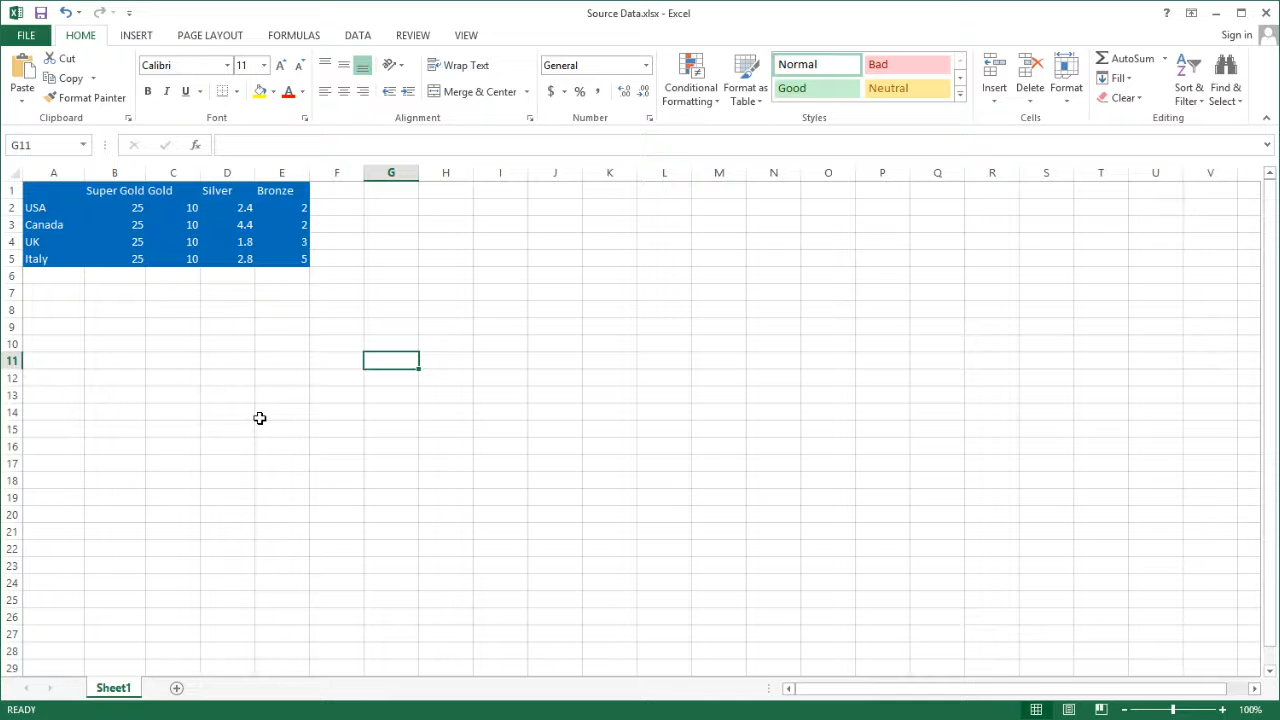 Source Data.xlsx - Excel
?
FILE HOME INSERT PAGE LAYOUT FORMULAS DATA REVIEW VIEW Sign in
Paste
Cut
Copy
Format Painter
Clipboard
Calibri 11
B I U
Font
Wrap Text
Merge & Center
Alignment
General
$ % ,
Number
Conditional Formatting
Format as Table
Normal Bad
Good Neutral
Styles
Insert Delete Format
Cells
AutoSum
Fill
Clear
Sort & Filter
Find & Select
Editing
G11 fx
A B C D E F G H I J K L M N O P Q R S T U V
1 Super Gold Gold Silver Bronze
2 USA 25 10 2.4 2
3 Canada 25 10 4.4 2
4 UK 25 10 1.8 3
5 Italy 25 10 2.8 5
6
7
8
9
10
11
12
13
14
15
16
17
18
19
20
21
22
23
24
25
26
27
28
29
Sheet1
READY 100%